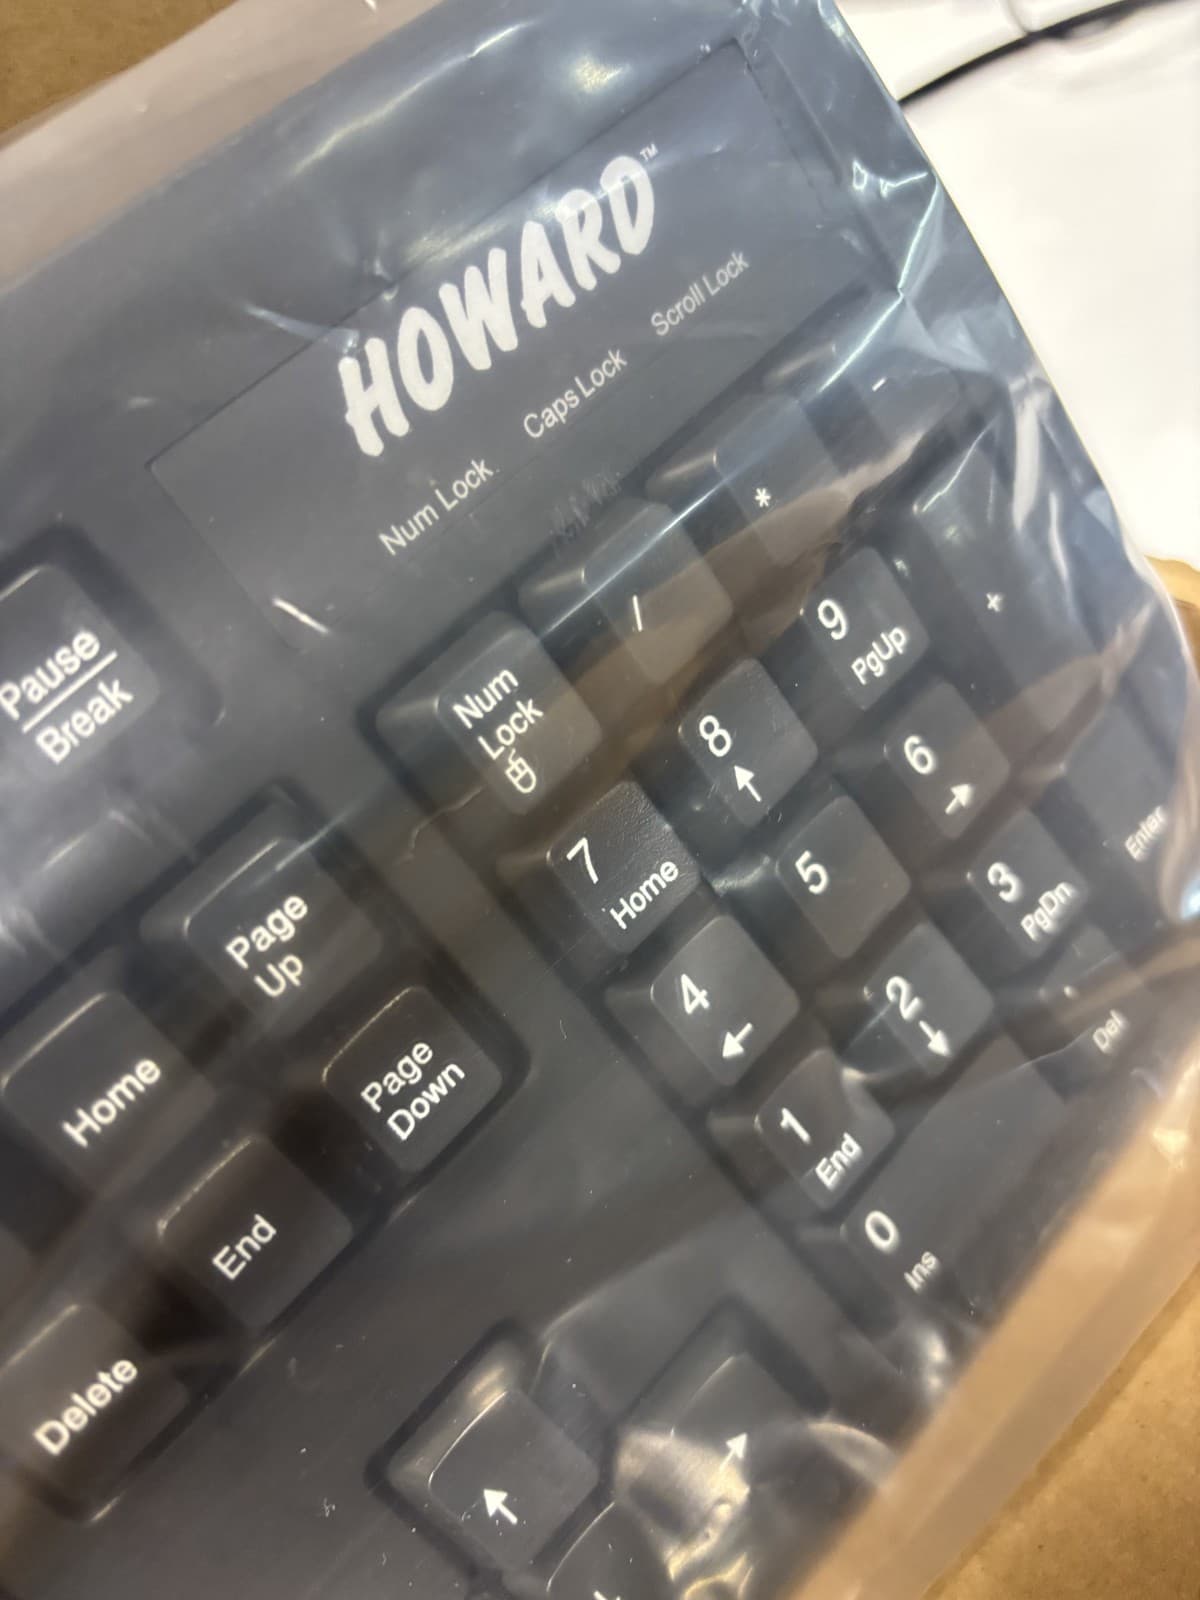 HOWARD™
Num Lock Caps Lock Scroll Lock
Pause
Break
Num
Lock
/
*
-
Page
Up
7
Home
8
↑
9
PgUp
+
Home
Page
Down
4
←
5
6
→
End
1
End
2
↓
3
PgDn
Enter
Delete
0
Ins
Del
↑
→